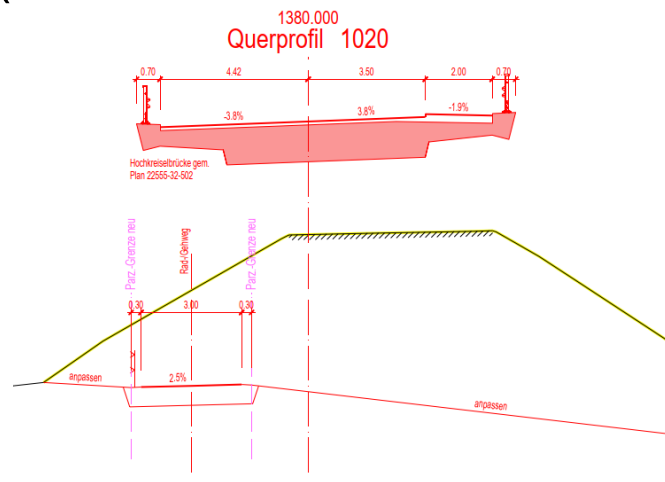 1380.000
Querprofil 1020
0.70 4.42 3.50 2.00 0.70
-3.8% 3.8% -1.9%
Hochkreiselbrücke gem.
Plan 22555-32-502
Parz.-Grenze neu
Rad-/Gehweg
Parz.-Grenze neu
0.30 3.00 0.30
anpassen
2.5%
anpassen